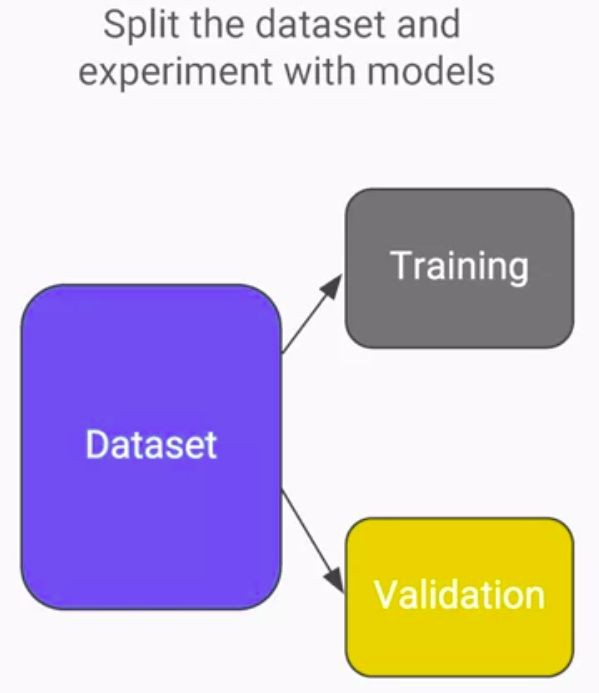 Split the dataset and
experiment with models
Training
Dataset
Validation